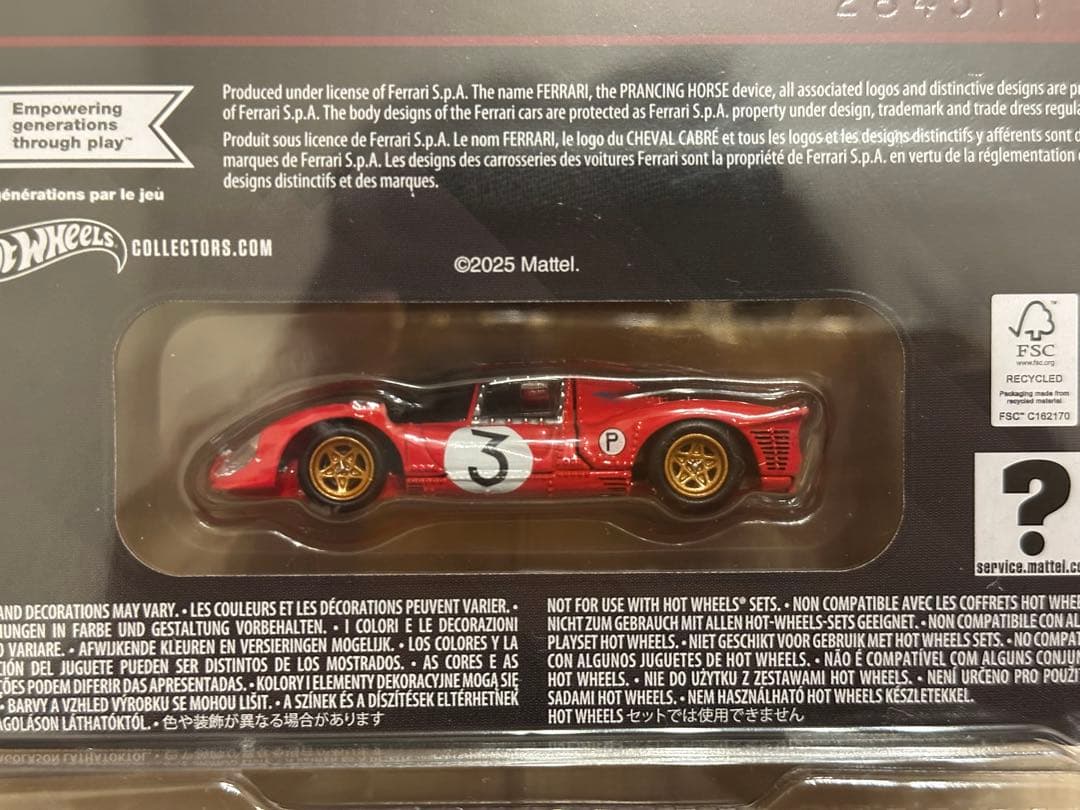 Empowering
generations
through play™
générations par le jeu
Hot Wheels COLLECTORS.COM
Produced under license of Ferrari S.p.A. The name FERRARI, the PRANCING HORSE device, all associated logos and distinctive designs are
of Ferrari S.p.A. The body designs of the Ferrari cars are protected as Ferrari S.p.A. property under design, trademark and trade dress
Produit sous licence de Ferrari S.p.A. Le nom FERRARI, le logo du CHEVAL CABRÉ et tous les logos et les designs distinctifs y afférents sont
marques de Ferrari S.p.A. Les designs des carrosseries des voitures Ferrari sont la propriété de Ferrari S.p.A. en vertu de la réglementation
designs distinctifs et des marques.
©2025 Mattel.
3
P
FSC
www.fsc.org
RECYCLED
Packaging made from
recycled material
FSC™ C162170
?
service.mattel.c
AND DECORATIONS MAY VARY. • LES COULEURS ET LES DÉCORATIONS PEUVENT VARIER. •
IN FARBE UND GESTALTUNG VORBEHALTEN. • I COLORI E LE DECORAZIONI
VARIARE. • AFWIJKENDE KLEUREN EN VERSIERINGEN MOGELIJK. • LOS COLORES Y LA
DEL JUGUETE PUEDEN SER DISTINTOS DE LOS MOSTRADOS. • AS CORES E AS
PODEM DIFERIR DAS APRESENTADAS. • KOLORY I ELEMENTY DEKORACYJNE MOGĄ SIĘ
• BARVY A VZHLED VÝROBKU SE MOHOU LIŠIT. • A SZÍNEK ÉS A DÍSZÍTÉSEK ELTÉRHETNEK
LÁTHATÓKTÓL. • 色や装飾が異なる場合があります
NOT FOR USE WITH HOT WHEELS® SETS. • NON COMPATIBLE AVEC LES COFFRETS HOT
NICHT ZUM GEBRAUCH MIT ALLEN HOT-WHEELS-SETS GEEIGNET. • NON COMPATIBILE CON
PLAYSET HOT WHEELS. • NIET GESCHIKT VOOR GEBRUIK MET HOT WHEELS SETS. • NO
CON ALGUNOS JUGUETES DE HOT WHEELS. • NÃO É COMPATÍVEL COM ALGUNS
HOT WHEELS. • NIE DO UŻYTKU Z ZESTAWAMI HOT WHEELS. • NENÍ URČENO PRO
SADAMI HOT WHEELS. • NEM HASZNÁLHATÓ HOT WHEELS KÉSZLETEKKEL.
HOT WHEELS セットでは使用できません